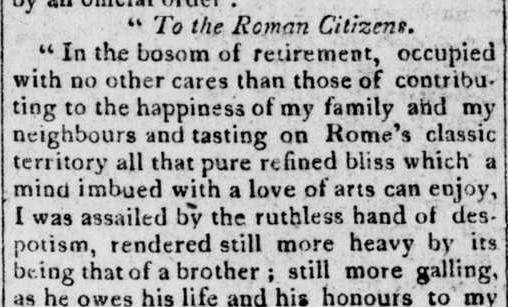 by an official order :
“ To the Roman Citizens.
“ In the bosom of retirement, occupied
with no other cares than those of contribu-
ting to the happiness of my family and my
neighbours and tasting on Rome's classic
territory all that pure refined bliss which a
mind imbued with a love of arts can enjoy,
I was assailed by the ruthless hand of des-
potism, rendered still more heavy by its
being that of a brother ; still more galling,
as he owes his life and his honours to my